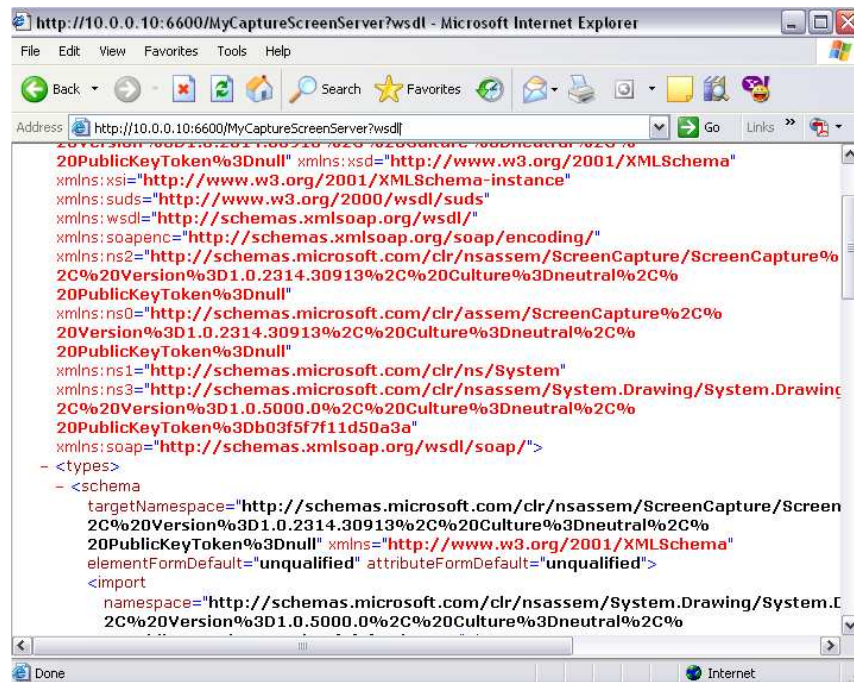 http://10.0.0.10:6600/MyCaptureScreenServer?wsdl - Microsoft Internet Explorer
File Edit View Favorites Tools Help
Back Search Favorites
Address http://10.0.0.10:6600/MyCaptureScreenServer?wsdl Go Links »
20PublicKeyToken%3Dnull" xmlns:xsd="http://www.w3.org/2001/XMLSchema"
xmlns:xsi="http://www.w3.org/2001/XMLSchema-instance"
xmlns:suds="http://www.w3.org/2000/wsdl/suds"
xmlns:wsdl="http://schemas.xmlsoap.org/wsdl/"
xmlns:soapenc="http://schemas.xmlsoap.org/soap/encoding/"
xmlns:ns2="http://schemas.microsoft.com/clr/nsassem/ScreenCapture/ScreenCapture%
2C%20Version%3D1.0.2314.30913%2C%20Culture%3Dneutral%2C%
20PublicKeyToken%3Dnull"
xmlns:ns0="http://schemas.microsoft.com/clr/assem/ScreenCapture%2C%
20Version%3D1.0.2314.30913%2C%20Culture%3Dneutral%2C%
20PublicKeyToken%3Dnull"
xmlns:ns1="http://schemas.microsoft.com/clr/ns/System"
xmlns:ns3="http://schemas.microsoft.com/clr/nsassem/System.Drawing/System.Drawing
2C%20Version%3D1.0.5000.0%2C%20Culture%3Dneutral%2C%
20PublicKeyToken%3Db03f5f7f11d50a3a"
xmlns:soap="http://schemas.xmlsoap.org/wsdl/soap/">
- <types>
- <schema
targetNamespace="http://schemas.microsoft.com/clr/nsassem/ScreenCapture/Screen
2C%20Version%3D1.0.2314.30913%2C%20Culture%3Dneutral%2C%
20PublicKeyToken%3Dnull" xmlns="http://www.w3.org/2001/XMLSchema"
elementFormDefault="unqualified" attributeFormDefault="unqualified">
<import
namespace="http://schemas.microsoft.com/clr/nsassem/System.Drawing/System.D
2C%20Version%3D1.0.5000.0%2C%20Culture%3Dneutral%2C%
Done Internet